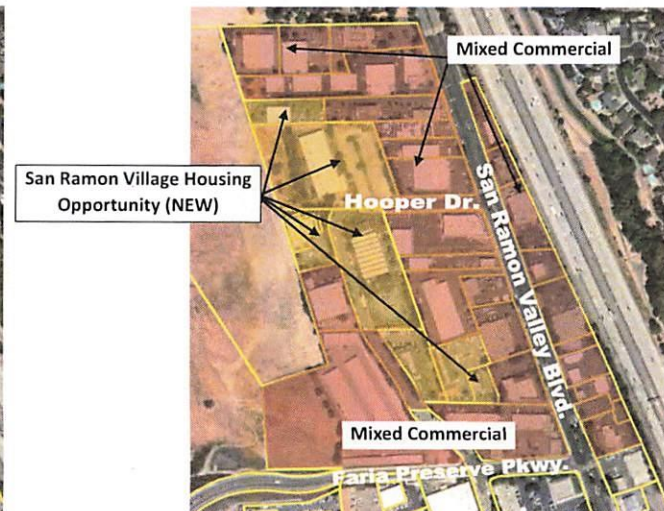 Mixed Commercial
San Ramon Village Housing
Opportunity (NEW)
Hooper Dr.
San Ramon Valley Blvd.
Mixed Commercial
Faria Preserve Pkwy.